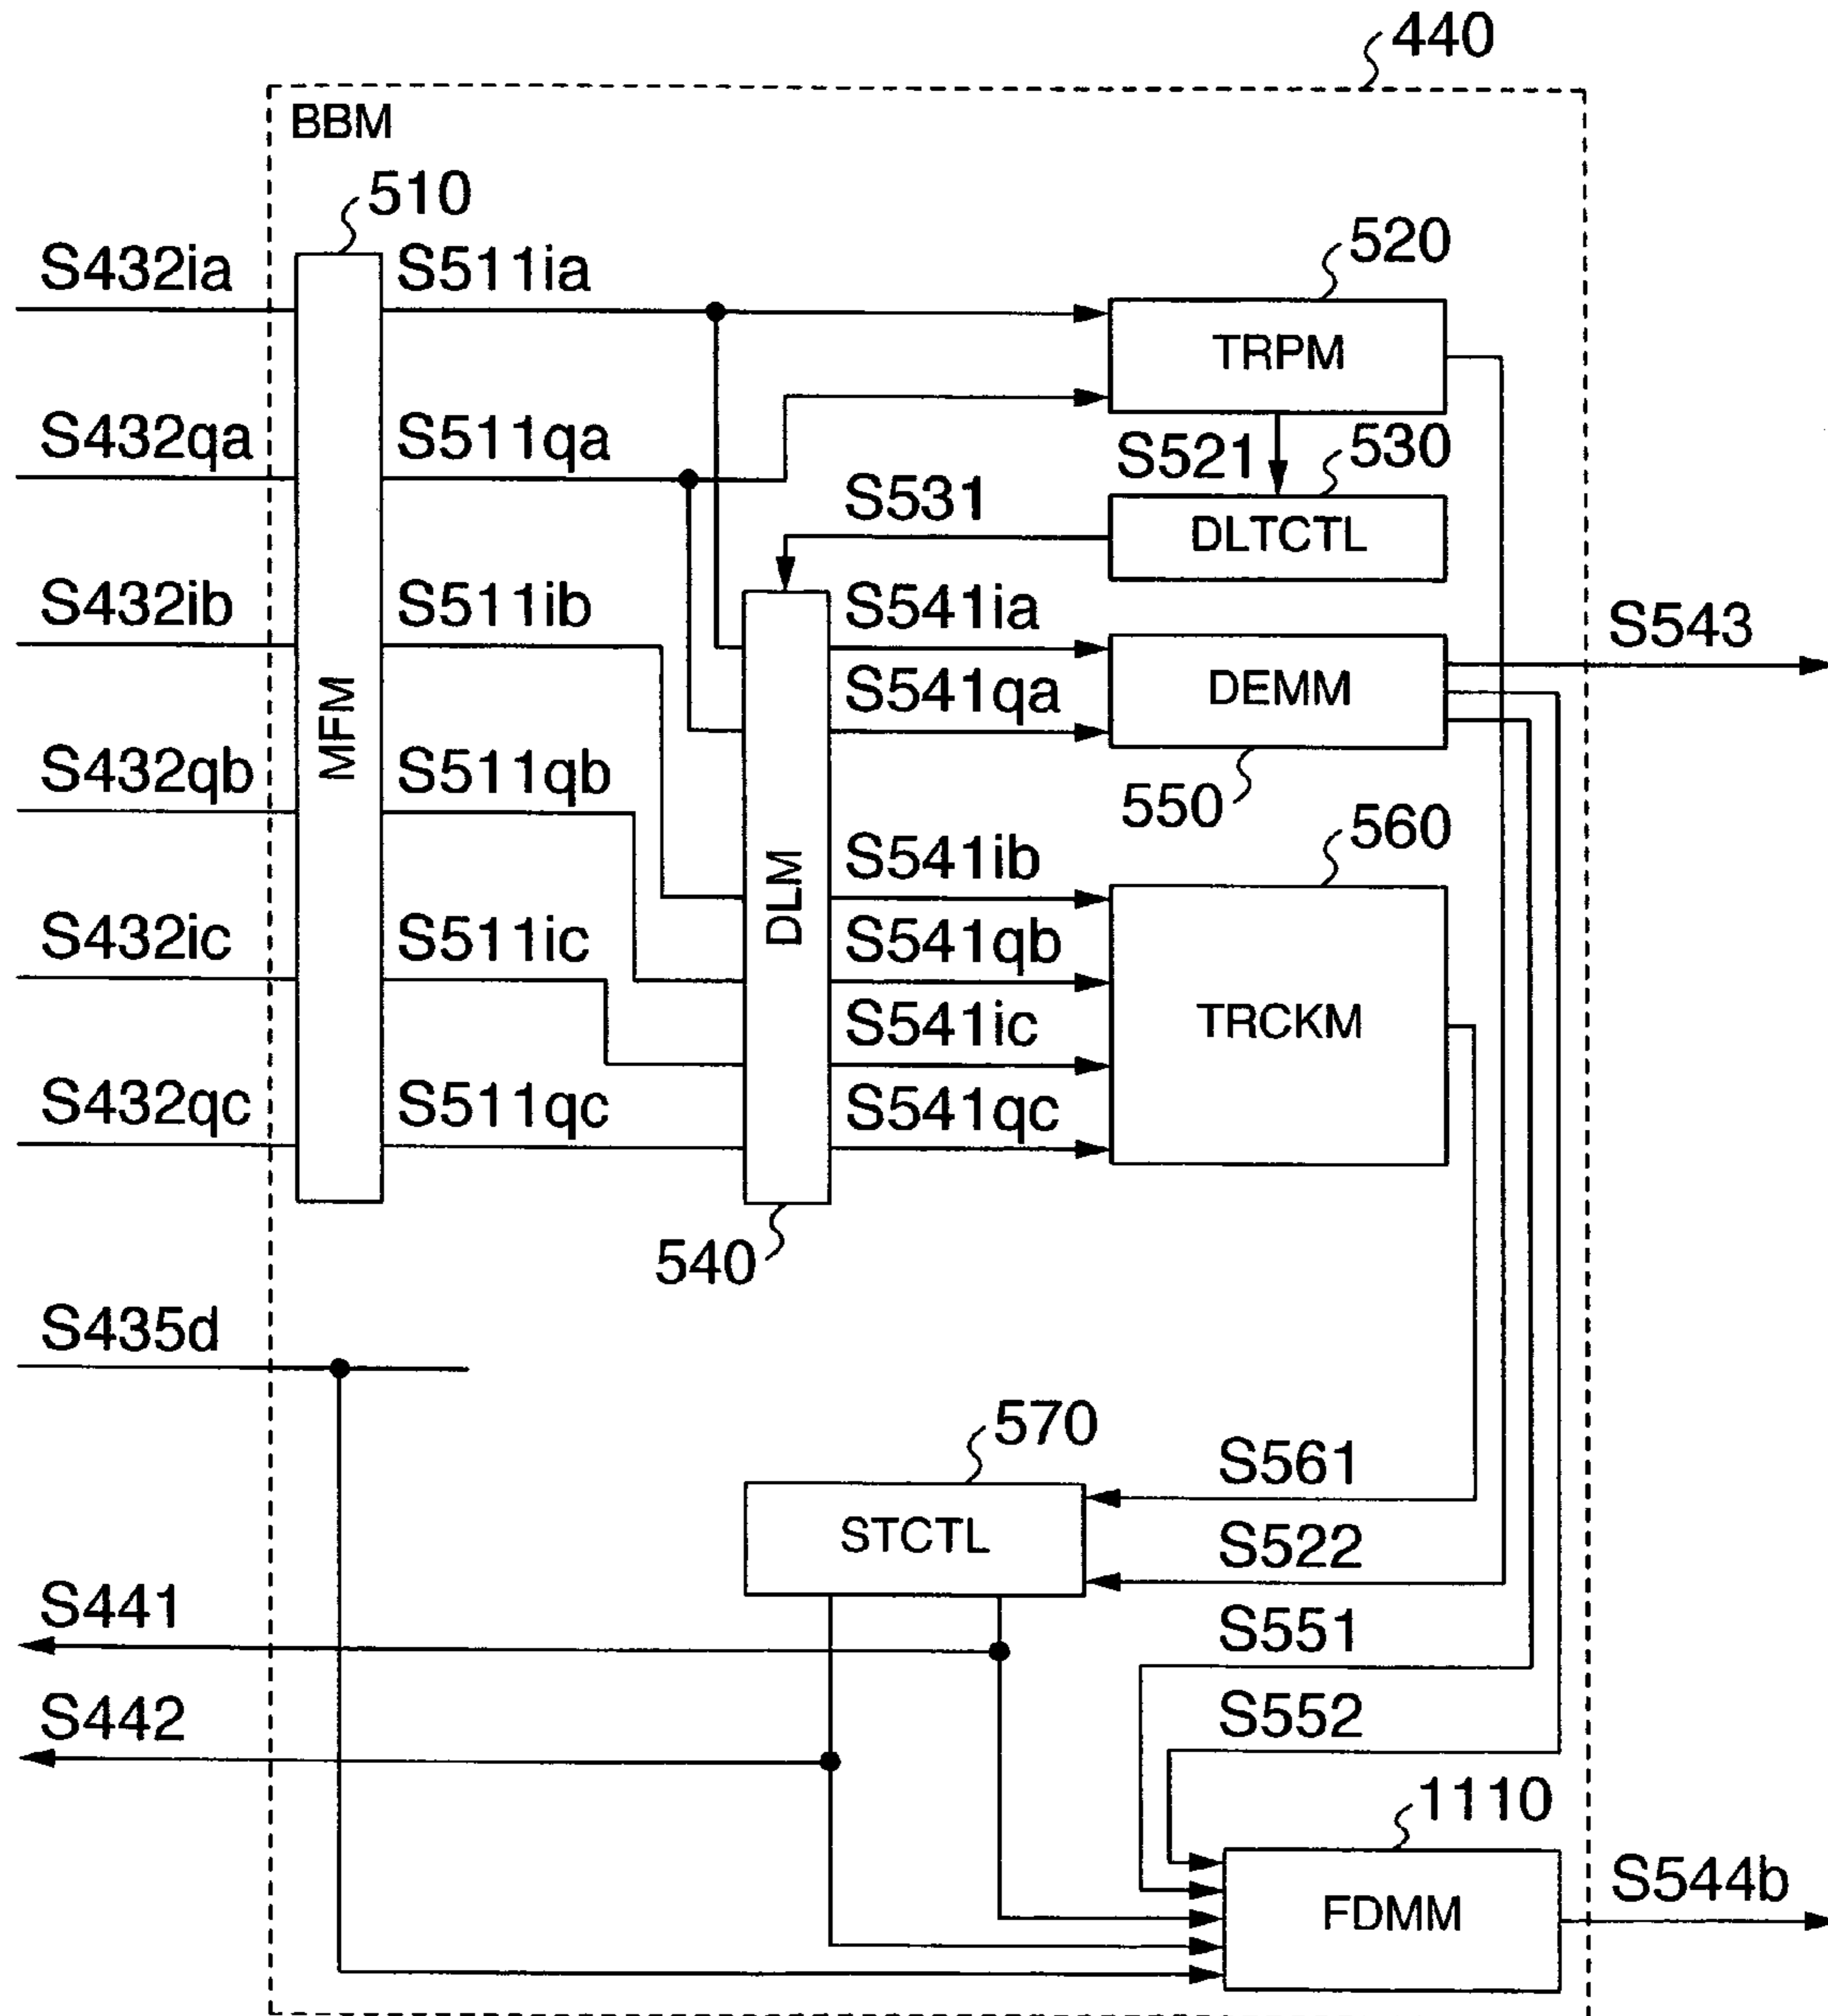 440
BBM
510
S432ia
S511ia
520
TRPM
S432qa
S511qa
S521
530
S531
DLTCTL
S432ib
S511ib
S541ia
S543
MFM
DEMM
S541qa
S432qb
S511qb
550
560
DLM
S541ib
S432ic
S511ic
S541qb
TRCKM
S541ic
S432qc
S511qc
S541qc
540
S435d
570
S561
STCTL
S522
S441
S551
S442
S552
1110
FDMM
S544b